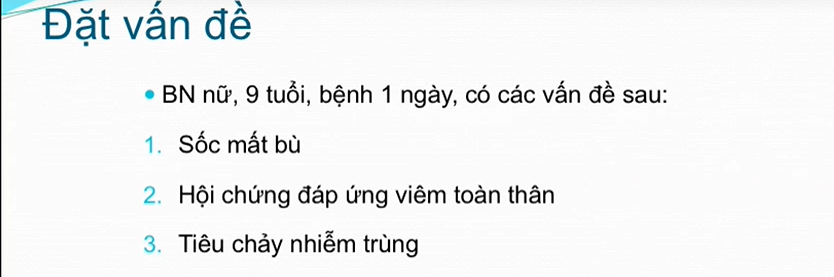 Đặt vấn đề
• BN nữ, 9 tuổi, bệnh 1 ngày, có các vấn đề sau:
1. Sốc mất bù
2. Hội chứng đáp ứng viêm toàn thân
3. Tiêu chảy nhiễm trùng